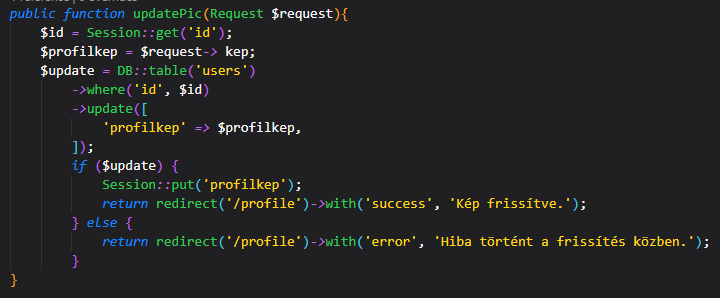 public function updatePic(Request $request){
$id = Session::get('id');
$profilkep = $request-> kep;
$update = DB::table('users')
->where('id', $id)
->update([
'profilkep' => $profilkep,
]);
if ($update) {
Session::put('profilkep');
return redirect('/profile')->with('success', 'Kép frissítve.');
} else {
return redirect('/profile')->with('error', 'Hiba történt a frissítés közben.');
}
}